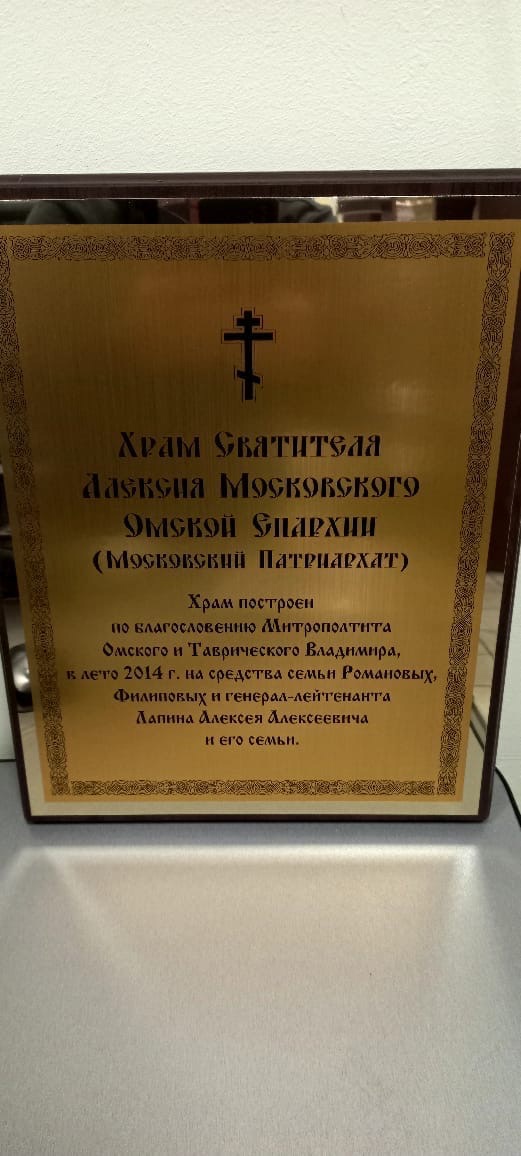 Храм Святителя
Алексия Московского
Омской Епархии
(Московский Патриархат)
Храм построен
по благословению Митрополтита
Омского и Таврического Владимира,
в лето 2014 г. на средства семьи Романовых,
Филиповых и генерал-лейтенанта
Лапина Алексея Алексеевича
и его семьи.